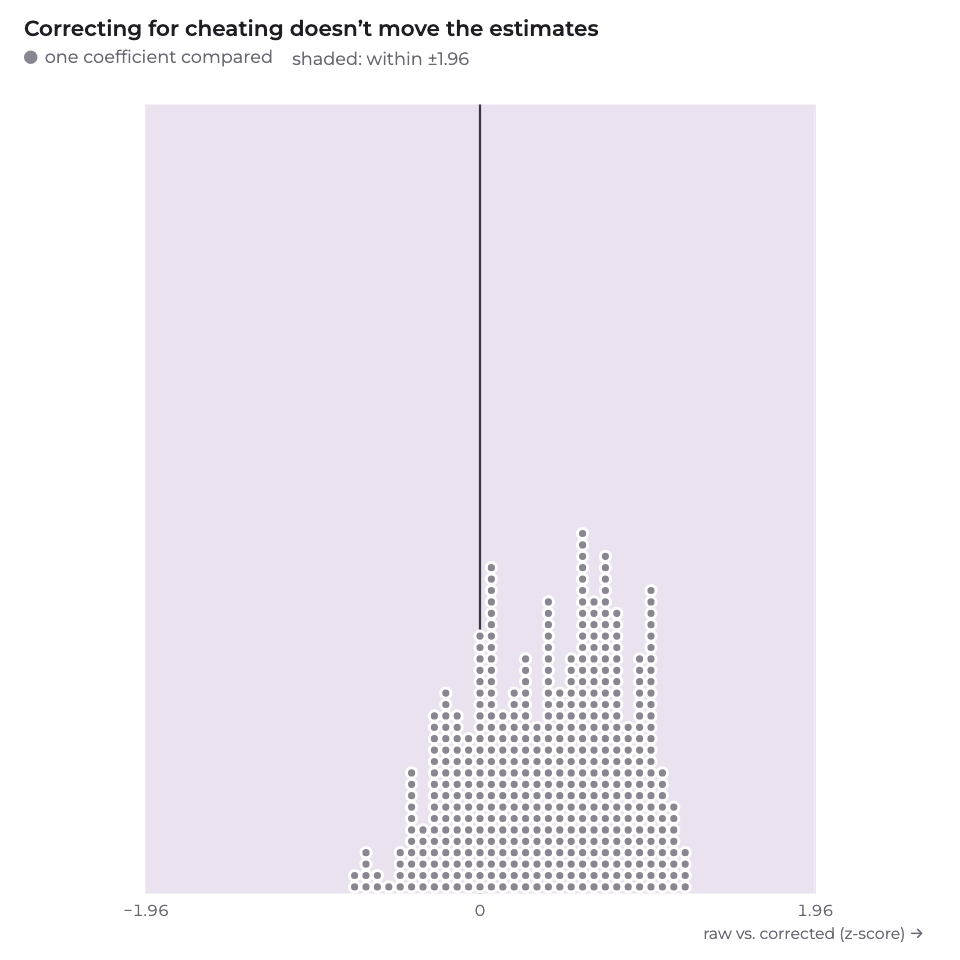 Correcting for cheating doesn’t move the estimates
one coefficient compared shaded: within ±1.96
−1.96 0 1.96
raw vs. corrected (z-score) →